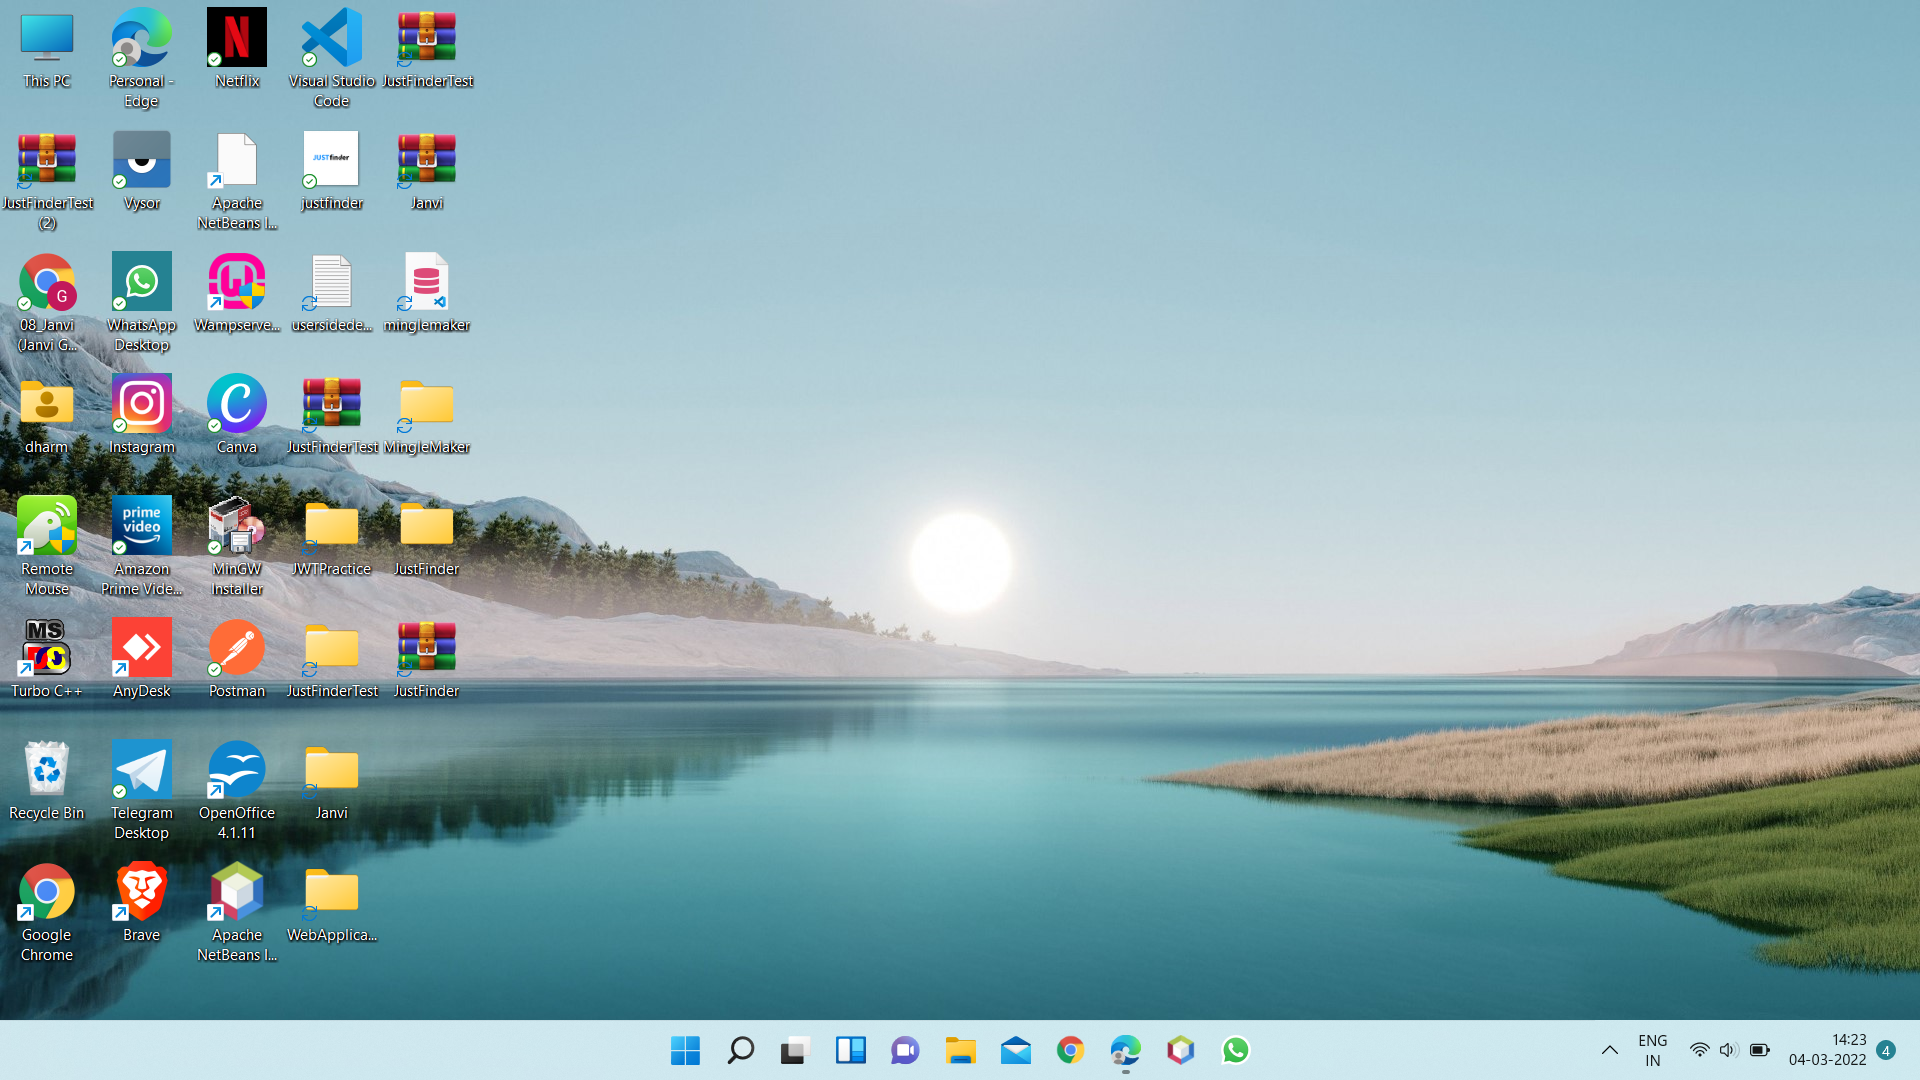 This PC
Personal -
Edge
Netflix
Visual Studio
Code
JustFinderTest
JustFinderTest
(2)
Vysor
Apache
NetBeans I...
JUSTfinder
justfinder
Janvi
G
08_Janvi
(Janvi G...
WhatsApp
Desktop
Wampserve...
usersidede...
minglemaker
dharm
Instagram
Canva
JustFinderTest
MingleMaker
Remote
Mouse
prime
video
Amazon
Prime Vide...
MinGW
Installer
JWTPractice
JustFinder
MS
Turbo C++
AnyDesk
Postman
JustFinderTest
JustFinder
Recycle Bin
Telegram
Desktop
OpenOffice
4.1.11
Janvi
Google
Chrome
Brave
Apache
NetBeans I...
WebApplica...
ENG
IN
14:23
04-03-2022
4